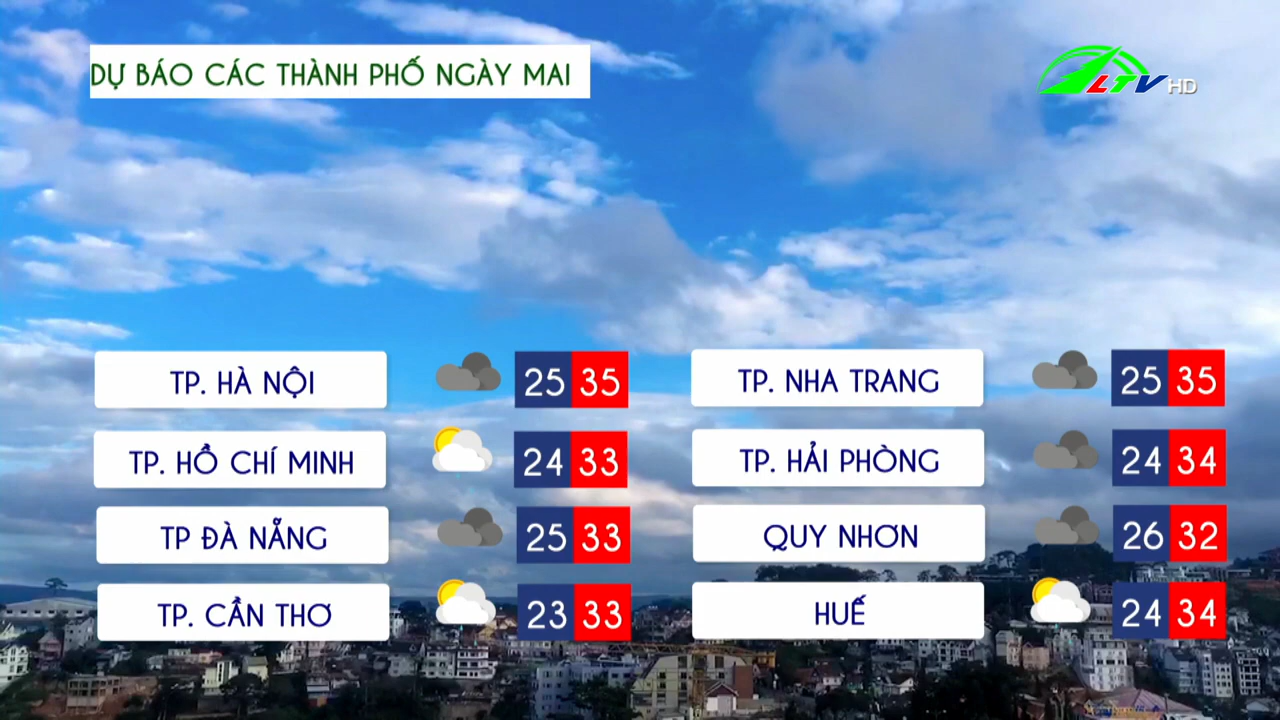 DỰ BÁO CÁC THÀNH PHỐ NGÀY MAI
LTV HD
TP. HÀ NỘI 25 35
TP. HỒ CHÍ MINH 24 33
TP ĐÀ NẴNG 25 33
TP. CẦN THƠ 23 33
TP. NHA TRANG 25 35
TP. HẢI PHÒNG 24 34
QUY NHƠN 26 32
HUẾ 24 34